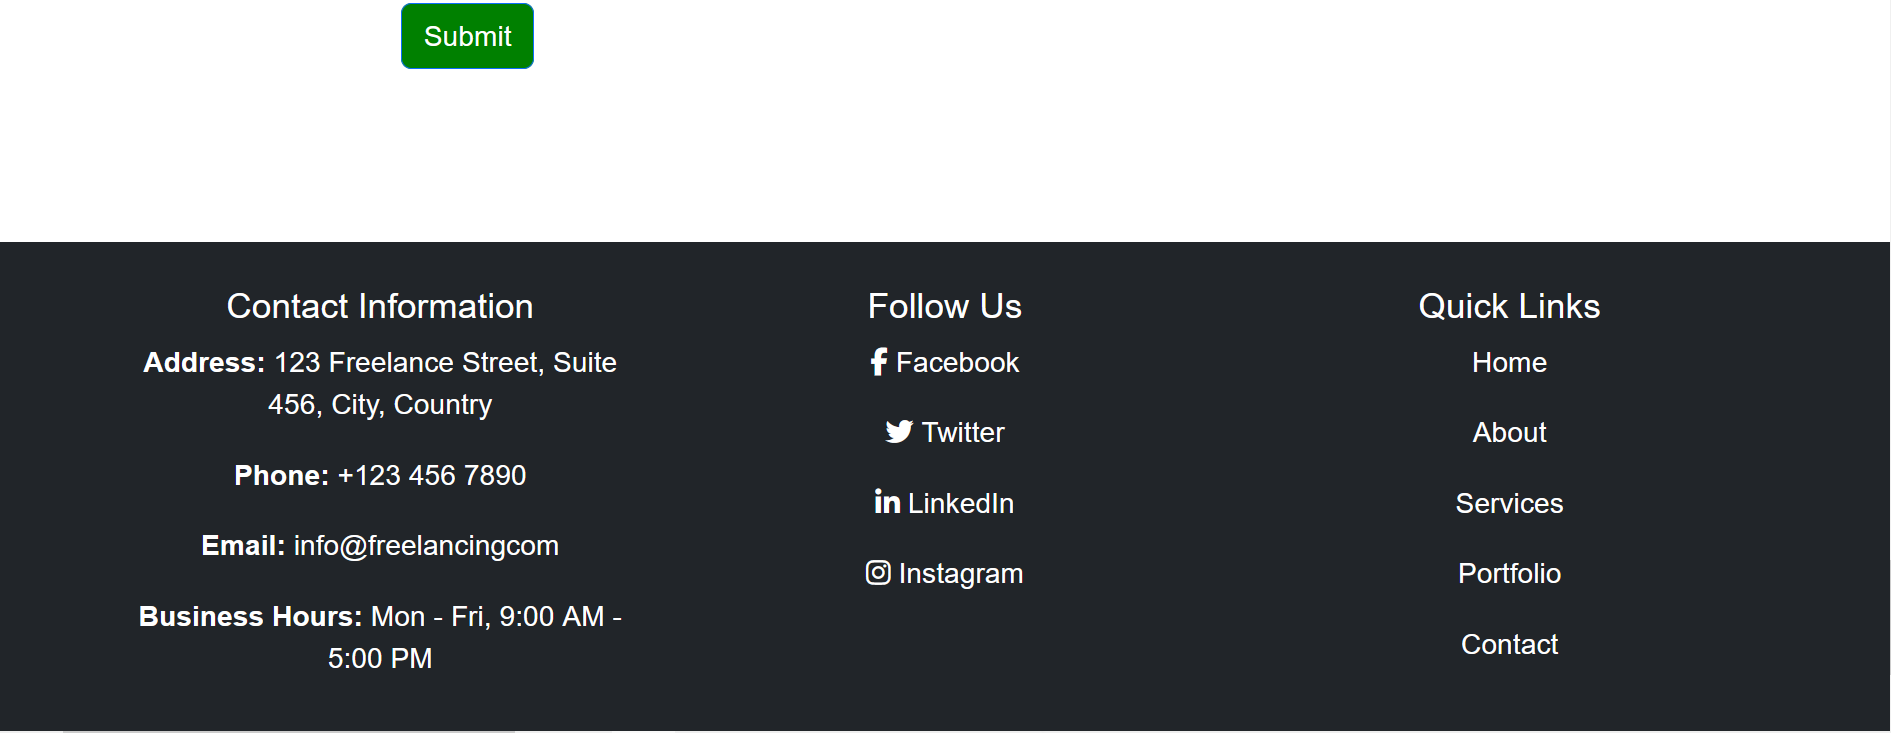 Submit
Contact Information
Address: 123 Freelance Street, Suite
456, City, Country
Phone: +123 456 7890
Email: info@freelancingcom
Business Hours: Mon - Fri, 9:00 AM -
5:00 PM
Follow Us
Facebook
Twitter
LinkedIn
Instagram
Quick Links
Home
About
Services
Portfolio
Contact